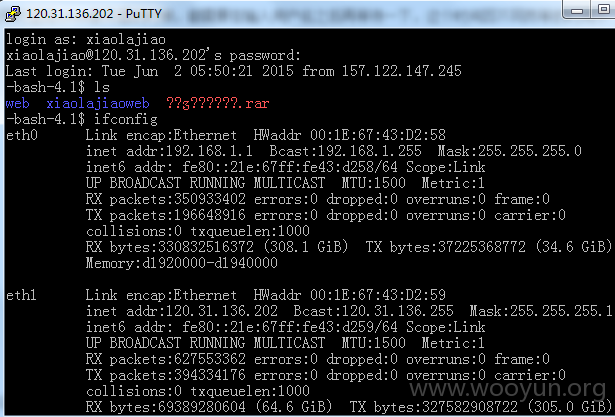 120.31.136.202 - PuTTY
login as: xiaolajiao
xiaolajiao@120.31.136.202's password:
Last login: Tue Jun  2 05:50:21 2015 from 157.122.147.245
-bash-4.1$ ls
web  xiaolajiaoweb  ??ʒ??????.rar
-bash-4.1$ ifconfig
eth0      Link encap:Ethernet  HWaddr 00:1E:67:43:D2:58
          inet addr:192.168.1.1  Bcast:192.168.1.255  Mask:255.255.255.0
          inet6 addr: fe80::21e:67ff:fe43:d258/64 Scope:Link
          UP BROADCAST RUNNING MULTICAST  MTU:1500  Metric:1
          RX packets:350933402 errors:0 dropped:0 overruns:0 frame:0
          TX packets:196648916 errors:0 dropped:0 overruns:0 carrier:0
          collisions:0 txqueuelen:1000
          RX bytes:330832516372 (308.1 GiB)  TX bytes:37225368772 (34.6 GiB)
          Memory:d1920000-d1940000
eth1      Link encap:Ethernet  HWaddr 00:1E:67:43:D2:59
          inet addr:120.31.136.202  Bcast:120.31.136.255  Mask:255.255.255.1
          inet6 addr: fe80::21e:67ff:fe43:d259/64 Scope:Link
          UP BROADCAST RUNNING MULTICAST  MTU:1500  Metric:1
          RX packets:627553362 errors:0 dropped:0 overruns:0 frame:0
          TX packets:394334176 errors:0 dropped:0 overruns:0 carrier:0
          collisions:0 txqueuelen:1000
          RX bytes:69389280604 (64.6 GiB)  TX bytes:327532908722 (305.0 GiB)
www.wooyun.org